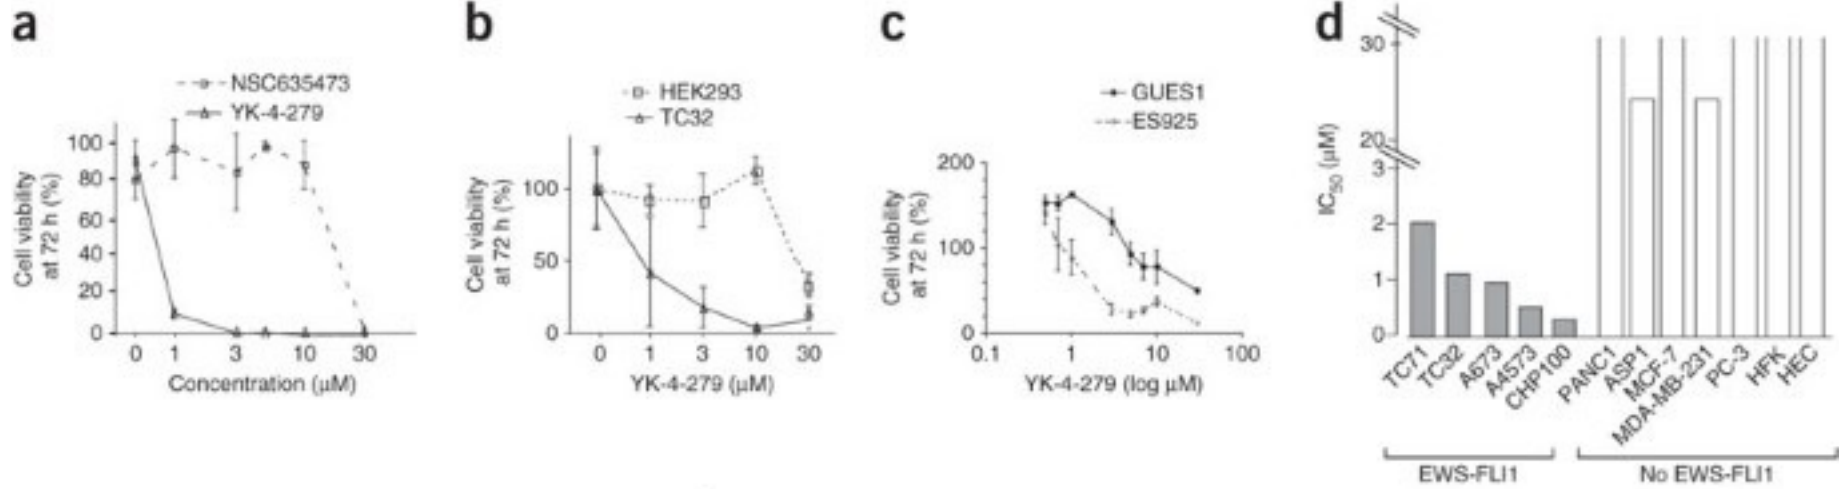 a
NSC635473
YK-4-279
100
80
60
40
20
0
Cell viability
at 72 h (%)
0 1 3 10 30
Concentration (μM)
b
HEK293
TC32
100
50
0
Cell viability
at 72 h (%)
0 1 3 10 30
YK-4-279 (μM)
c
GUES1
ES925
200
100
0
Cell viability
at 72 h (%)
0.1 1 10 100
YK-4-279 (log μM)
d
30
20
3
2
1
0
IC50 (μM)
TC71
TC32
A673
A4573
CHP100
PANC1
ASP1
MCF-7
MDA-MB-231
PC-3
HFK
HEC
EWS-FLI1
No EWS-FLI1